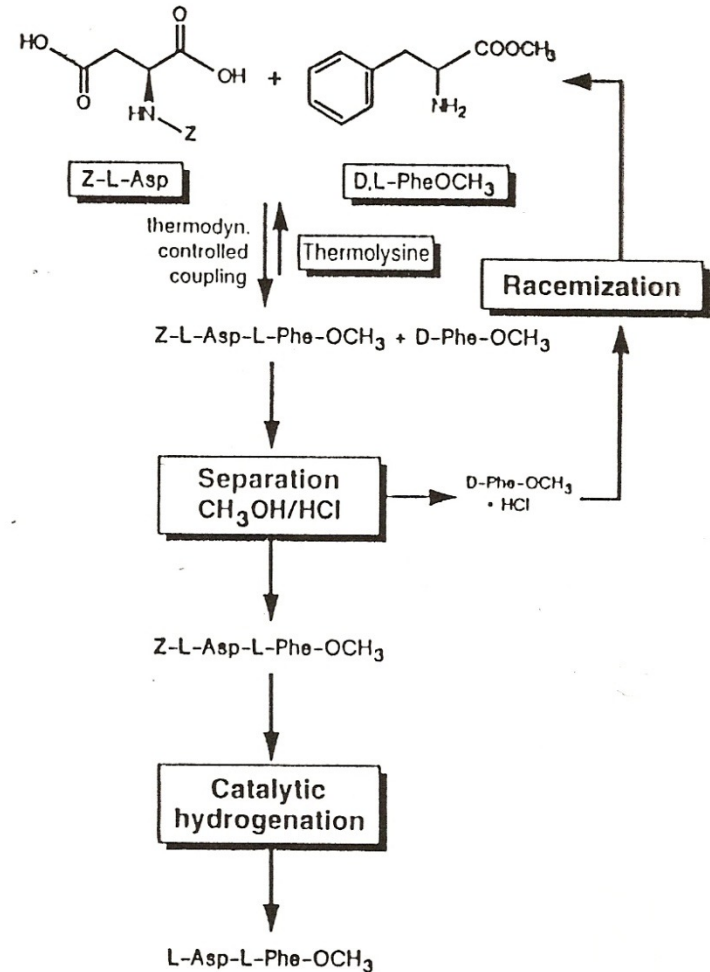 HO
O
O
OH
HN
Z
+
COOCH₃
NH₂
Z-L-Asp
D,L-PheOCH₃
thermodyn.
controlled
coupling
Thermolysine
Racemization
Z-L-Asp-L-Phe-OCH₃ + D-Phe-OCH₃
Separation
CH₃OH/HCl
D-Phe-OCH₃
• HCl
Z-L-Asp-L-Phe-OCH₃
Catalytic
hydrogenation
L-Asp-L-Phe-OCH₃